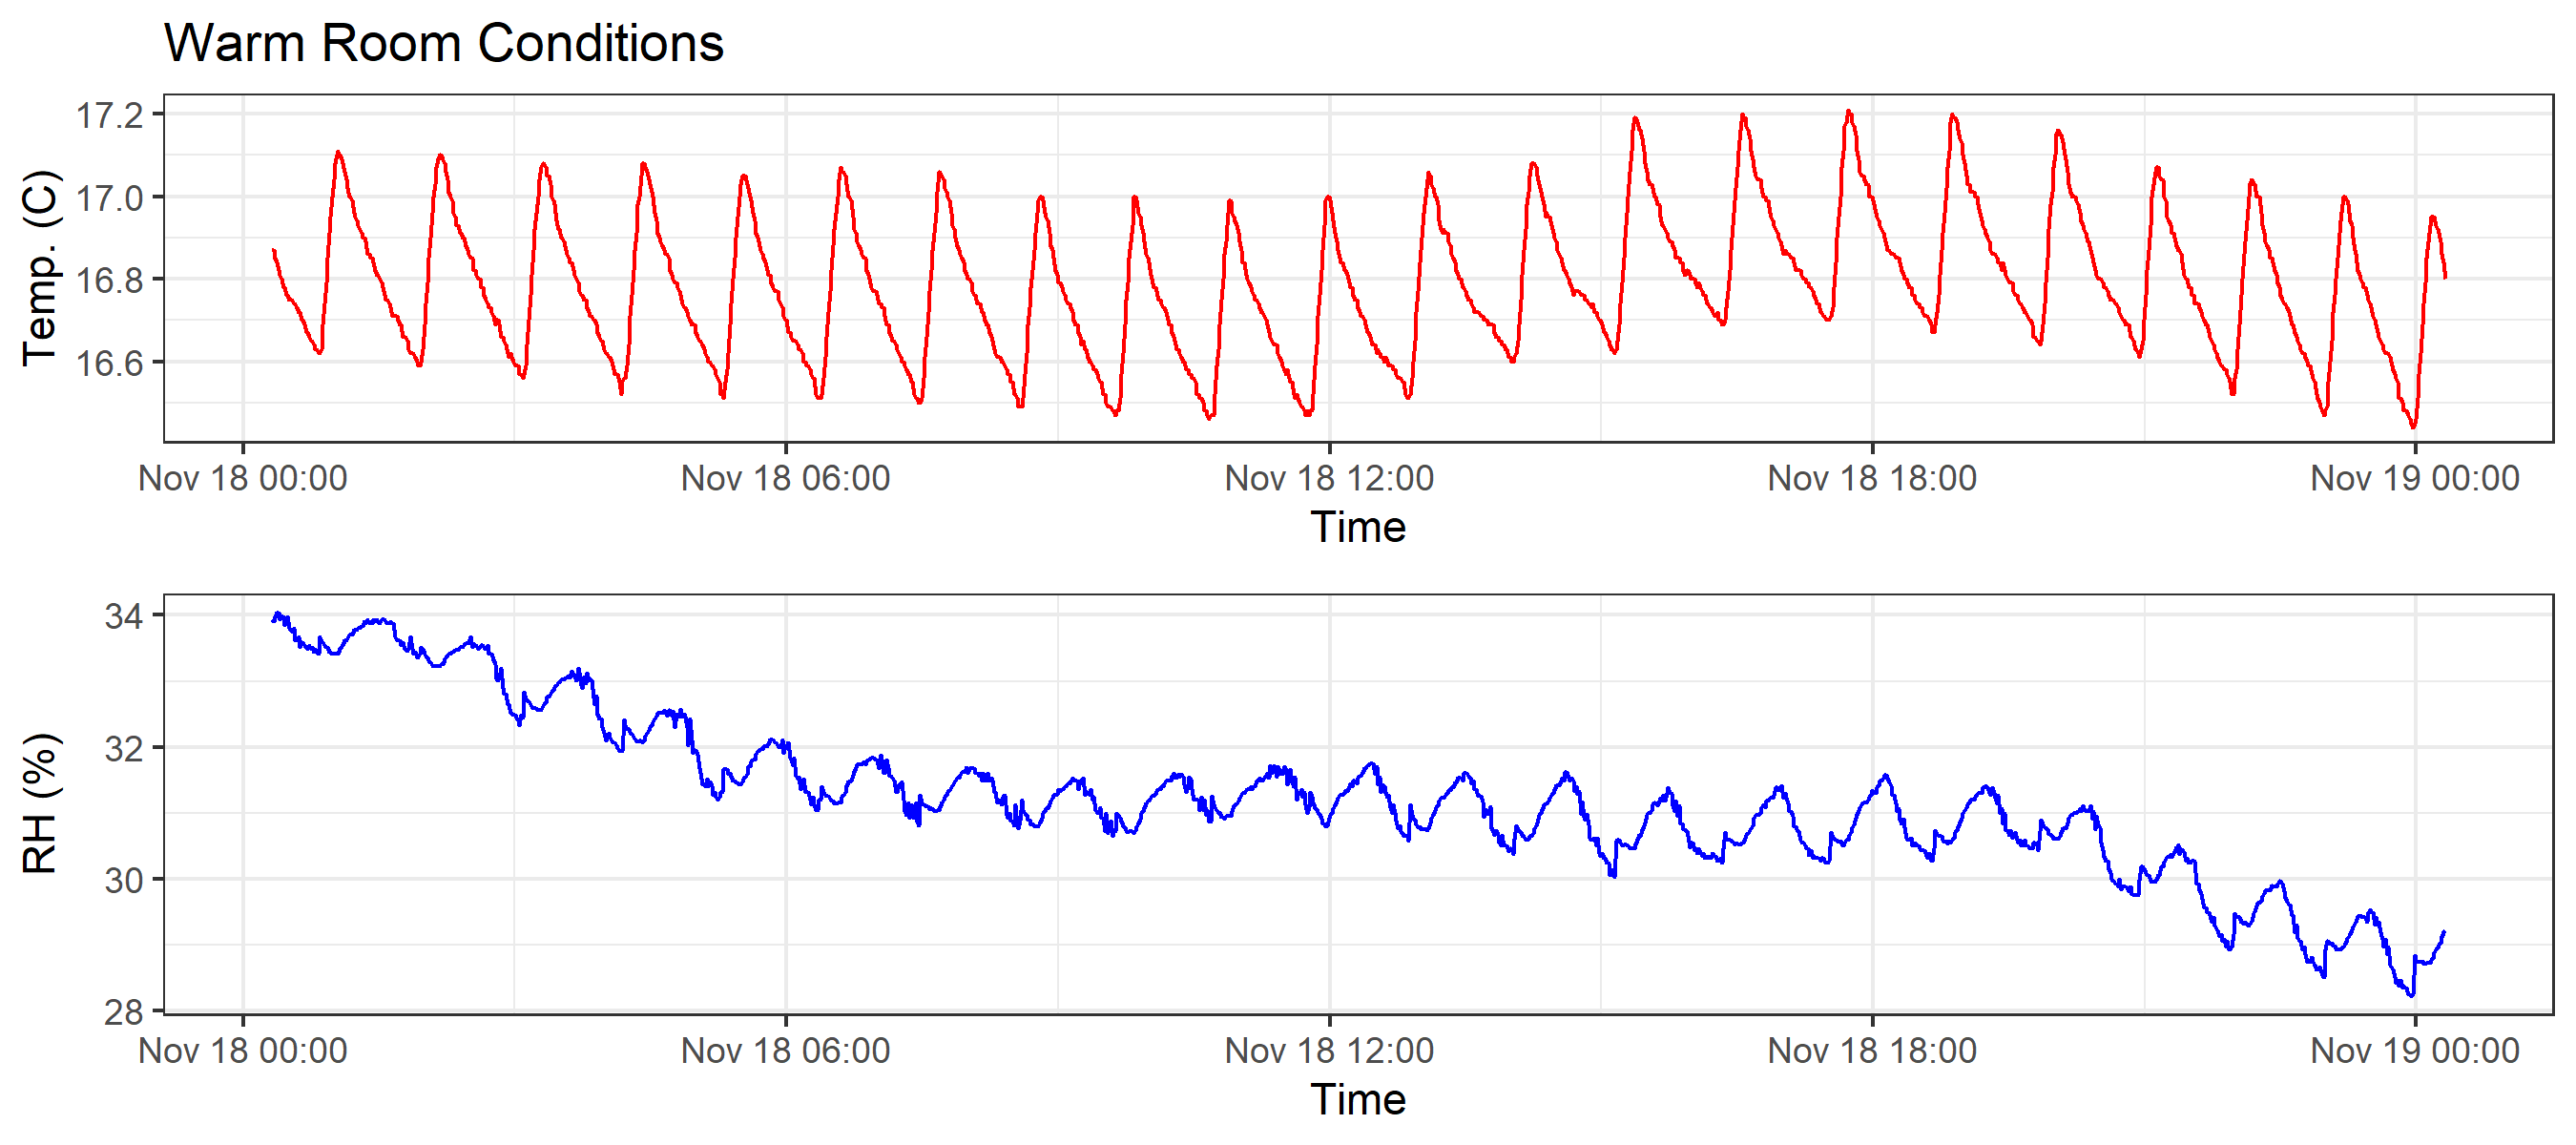 Warm Room Conditions
17.2
17.0
16.8
16.6
Temp. (C)
Nov 18 00:00 Nov 18 06:00 Nov 18 12:00 Nov 18 18:00 Nov 19 00:00
Time
34
32
30
28
RH (%)
Nov 18 00:00 Nov 18 06:00 Nov 18 12:00 Nov 18 18:00 Nov 19 00:00
Time